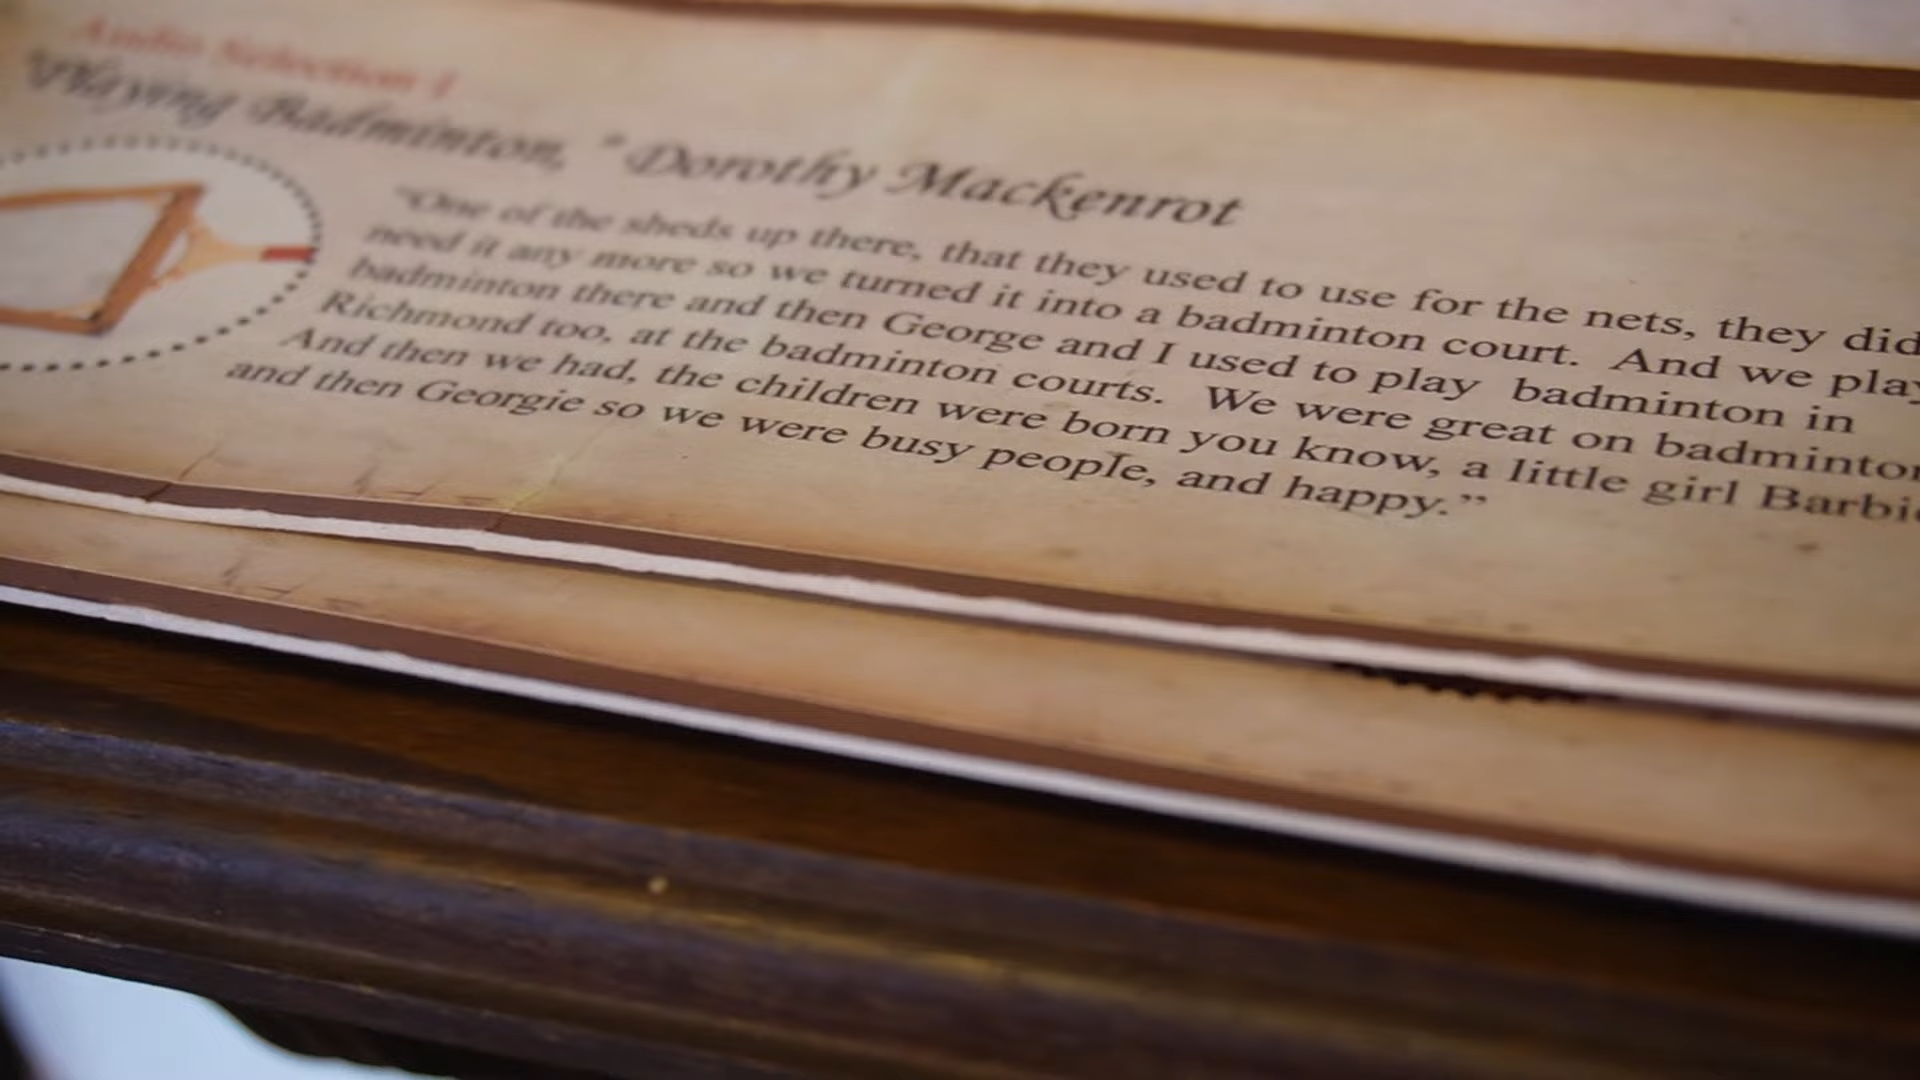 Audio Selection 1
"Playing Badminton," Dorothy Mackenrot
"One of the sheds up there, that they used to use for the nets, they did
need it any more so we turned it into a badminton court. And we play
badminton there and then George and I used to play badminton in
Richmond too, at the badminton courts. We were great on badminton
And then we had, the children were born you know, a little girl Barbie
and then Georgie so we were busy people, and happy."